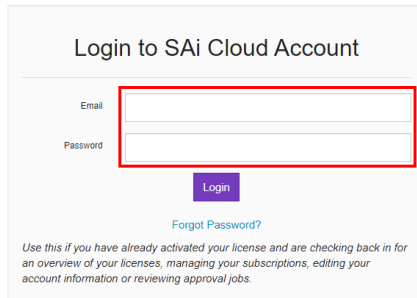 Login to SAi Cloud Account
Email
Password
Login
Forgot Password?
Use this if you have already activated your license and are checking back in for
an overview of your licenses, managing your subscriptions, editing your
account information or reviewing approval jobs.